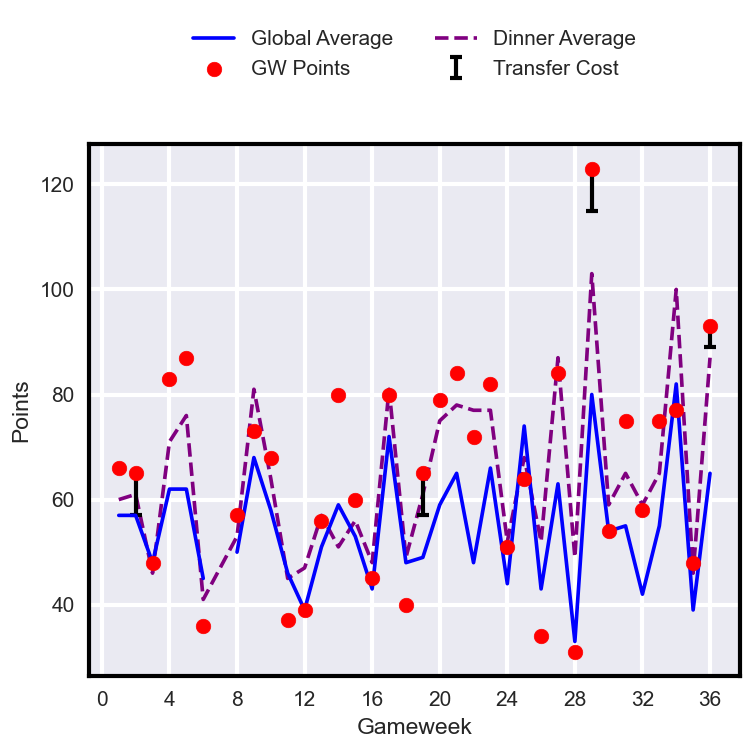 Global Average
Dinner Average
GW Points
Transfer Cost
120
100
80
60
40
Points
0 4 8 12 16 20 24 28 32 36
Gameweek